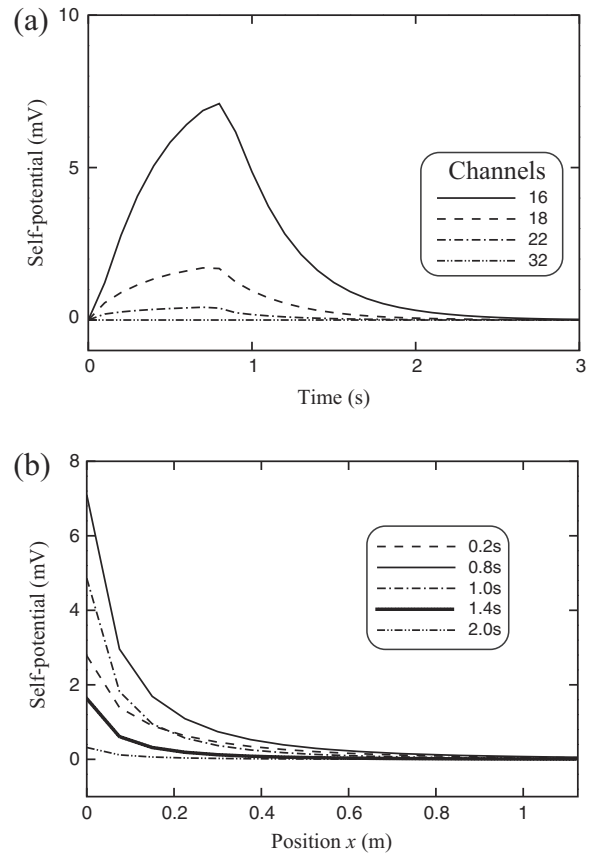 (a)
10
5
0
Self-potential (mV)
Channels
16
18
22
32
0 1 2 3
Time (s)
(b)
8
6
4
2
0
Self-potential (mV)
0.2s
0.8s
1.0s
1.4s
2.0s
0 0.2 0.4 0.6 0.8 1
Position x (m)